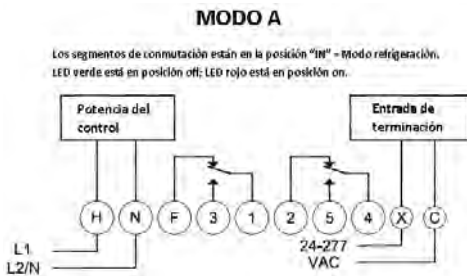 MODO A
Los segmentos de conmutación están en la posición "IN" = Modo refrigeración.
LED verde está en posición off; LED rojo está en posición on.
Potencia del
control
Entrada de
terminación
H N F 3 1 2 5 4 X C
L1
L2/N
24-277
VAC